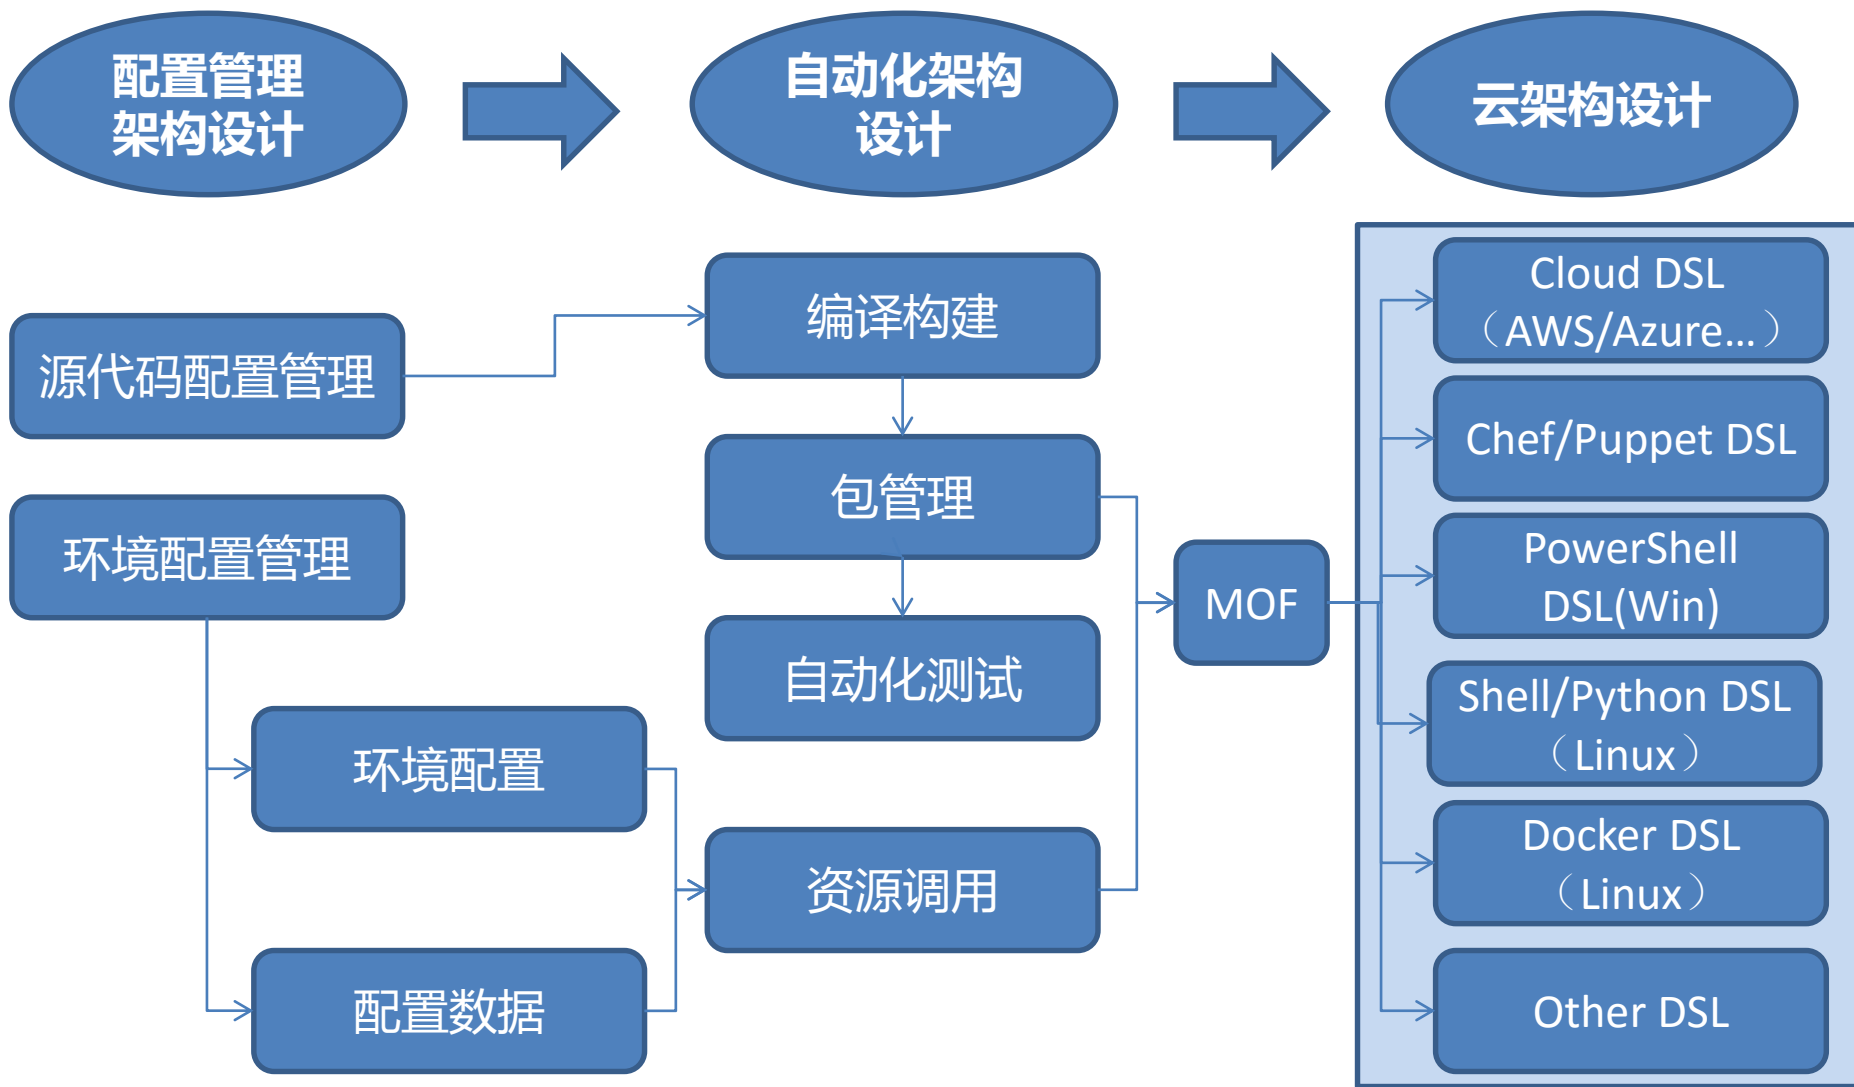 配置管理
架构设计
自动化架构
设计
云架构设计
源代码配置管理
环境配置管理
环境配置
配置数据
编译构建
包管理
自动化测试
资源调用
MOF
Cloud DSL
（AWS/Azure...）
Chef/Puppet DSL
PowerShell
DSL(Win)
Shell/Python DSL
（Linux）
Docker DSL
（Linux）
Other DSL